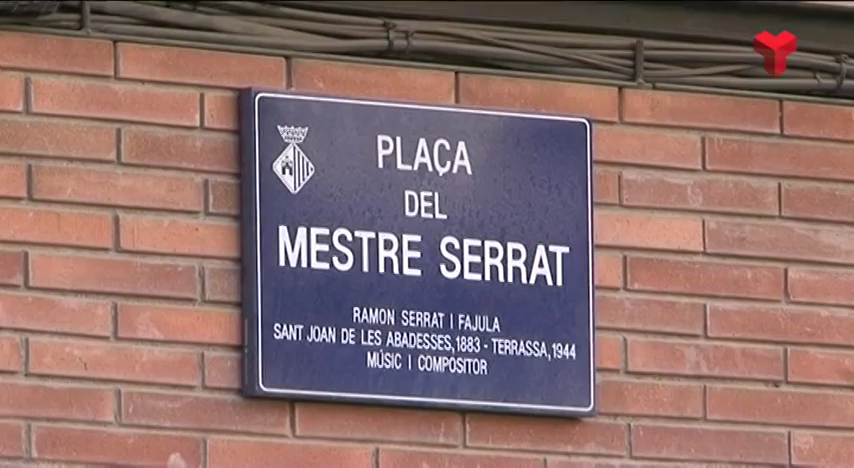 PLAÇA
DEL
MESTRE SERRAT
RAMON SERRAT I FAJULA
SANT JOAN DE LES ABADESSES, 1883 - TERRASSA, 1944
MÚSIC I COMPOSITOR